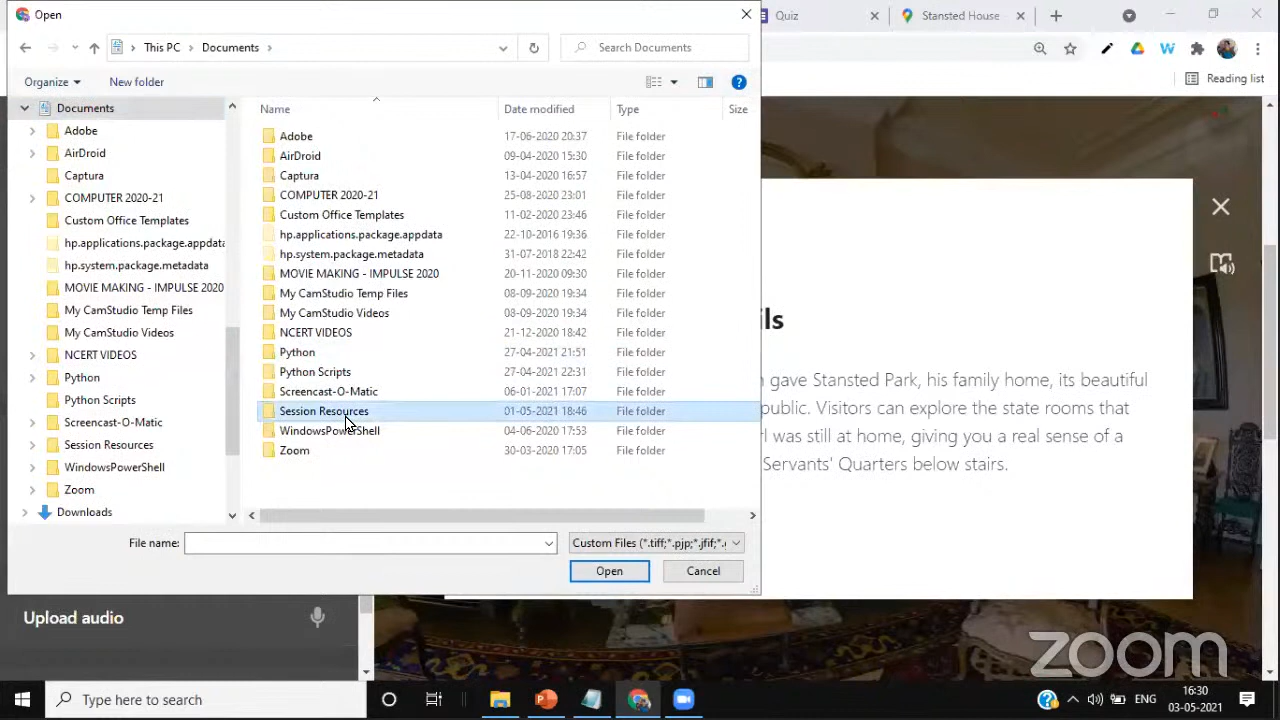 Open
Quiz
Stansted House
This PC
Documents
Search Documents
Organize
New folder
Reading list
Documents
Adobe
AirDroid
Captura
COMPUTER 2020-21
Custom Office Templates
hp.applications.package.appdata
hp.system.package.metadata
MOVIE MAKING - IMPULSE 2020
My CamStudio Temp Files
My CamStudio Videos
NCERT VIDEOS
Python
Python Scripts
Screencast-O-Matic
Session Resources
WindowsPowerShell
Zoom
Downloads
Name Date modified Type Size
Adobe 17-06-2020 20:37 File folder
AirDroid 09-04-2020 15:30 File folder
Captura 13-04-2020 16:57 File folder
COMPUTER 2020-21 25-08-2020 23:01 File folder
Custom Office Templates 11-02-2020 23:46 File folder
hp.applications.package.appdata 22-10-2016 19:36 File folder
hp.system.package.metadata 31-07-2018 22:42 File folder
MOVIE MAKING - IMPULSE 2020 20-11-2020 09:30 File folder
My CamStudio Temp Files 08-09-2020 19:34 File folder
My CamStudio Videos 08-09-2020 19:34 File folder
NCERT VIDEOS 21-12-2020 18:42 File folder
Python 27-04-2021 21:51 File folder
Python Scripts 27-04-2021 22:31 File folder
Screencast-O-Matic 06-01-2021 17:07 File folder
Session Resources 01-05-2021 18:46 File folder
WindowsPowerShell 04-06-2020 17:53 File folder
Zoom 30-03-2020 17:05 File folder
File name:
Custom Files (*.tiff;*.pjp;*.jfif;*.
Open
Cancel
ils
gave Stansted Park, his family home, its beautiful
public. Visitors can explore the state rooms that
rl was still at home, giving you a real sense of a
Servants' Quarters below stairs.
Upload audio
zoom
Type here to search
ENG
16:30
03-05-2021